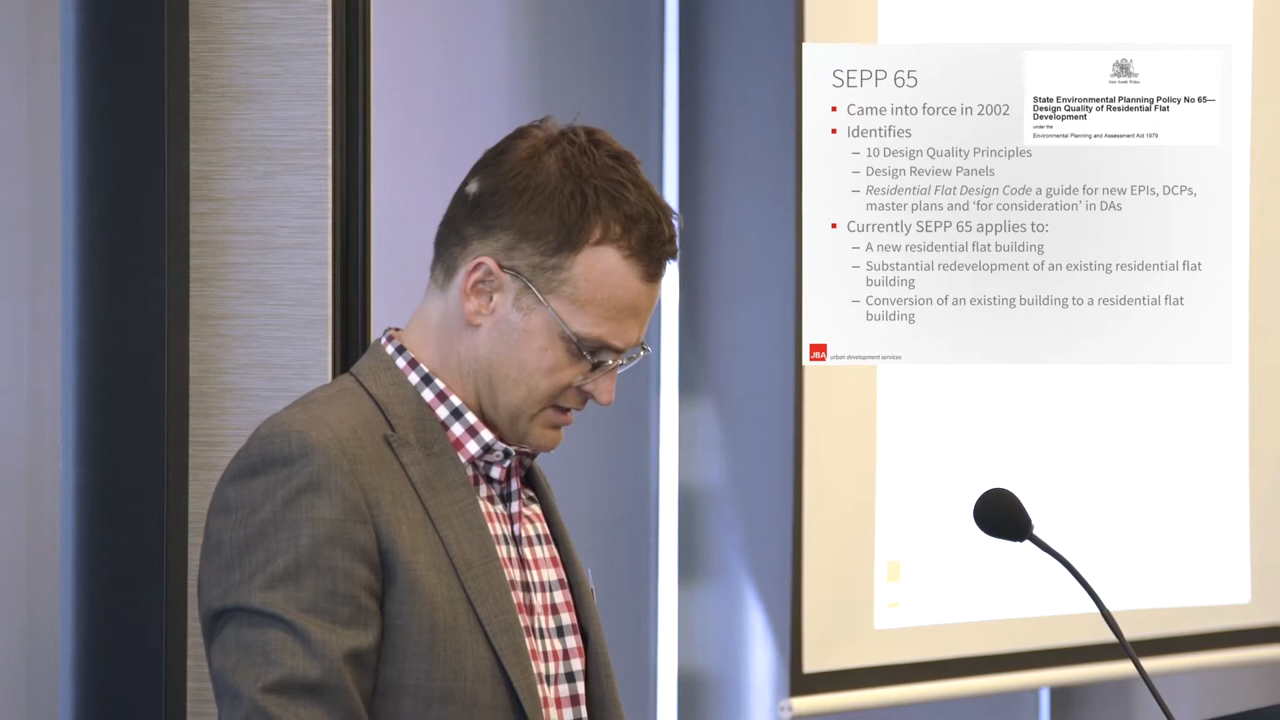 SEPP 65
Came into force in 2002
Identifies
– 10 Design Quality Principles
– Design Review Panels
– Residential Flat Design Code a guide for new EPIs, DCPs,
master plans and ‘for consideration’ in DAs
Currently SEPP 65 applies to:
– A new residential flat building
– Substantial redevelopment of an existing residential flat
building
– Conversion of an existing building to a residential flat
building
New South Wales
State Environmental Planning Policy No 65—
Design Quality of Residential Flat
Development
under the
Environmental Planning and Assessment Act 1979
JBA urban development services